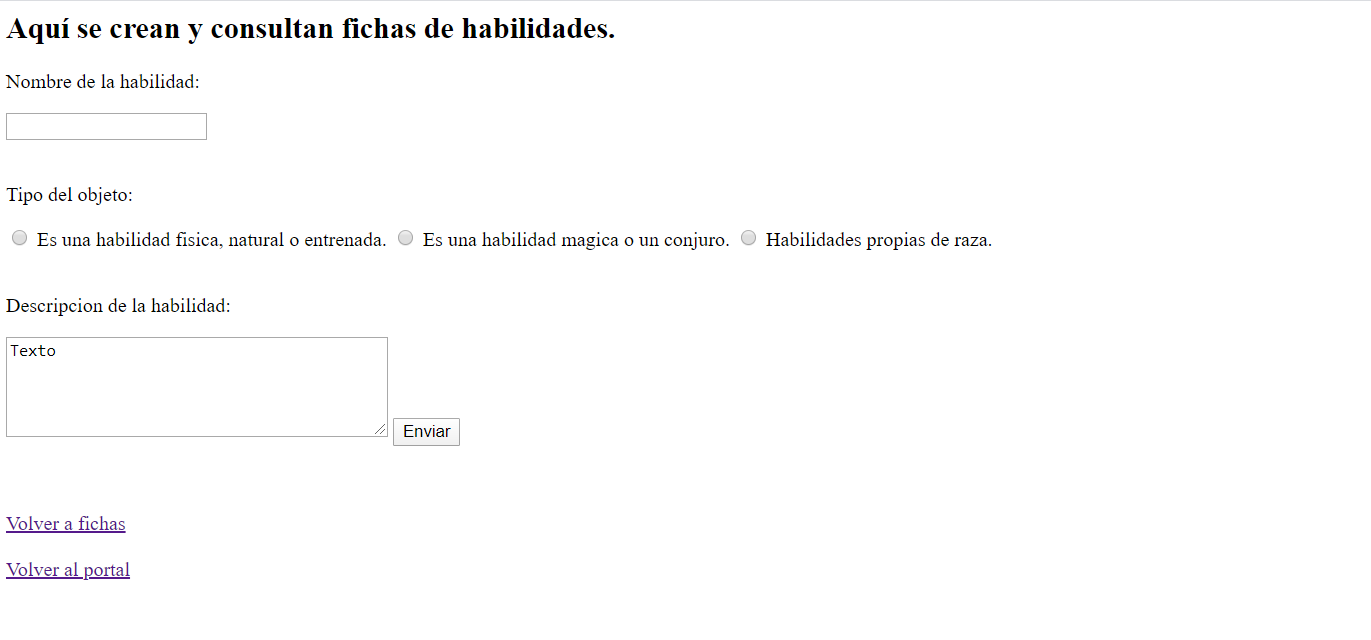 Aquí se crean y consultan fichas de habilidades.
Nombre de la habilidad:
Tipo del objeto:
Es una habilidad fisica, natural o entrenada. Es una habilidad magica o un conjuro. Habilidades propias de raza.
Descripcion de la habilidad:
Texto
Enviar
Volver a fichas
Volver al portal